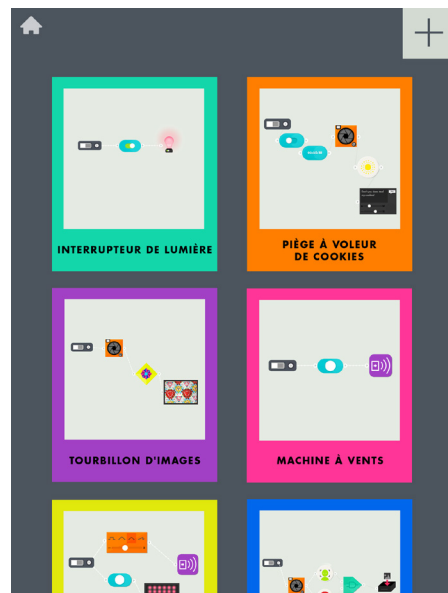 INTERRUPTEUR DE LUMIÈRE
PIÈGE À VOLEUR
DE COOKIES
TOURBILLON D'IMAGES
MACHINE À VENTS